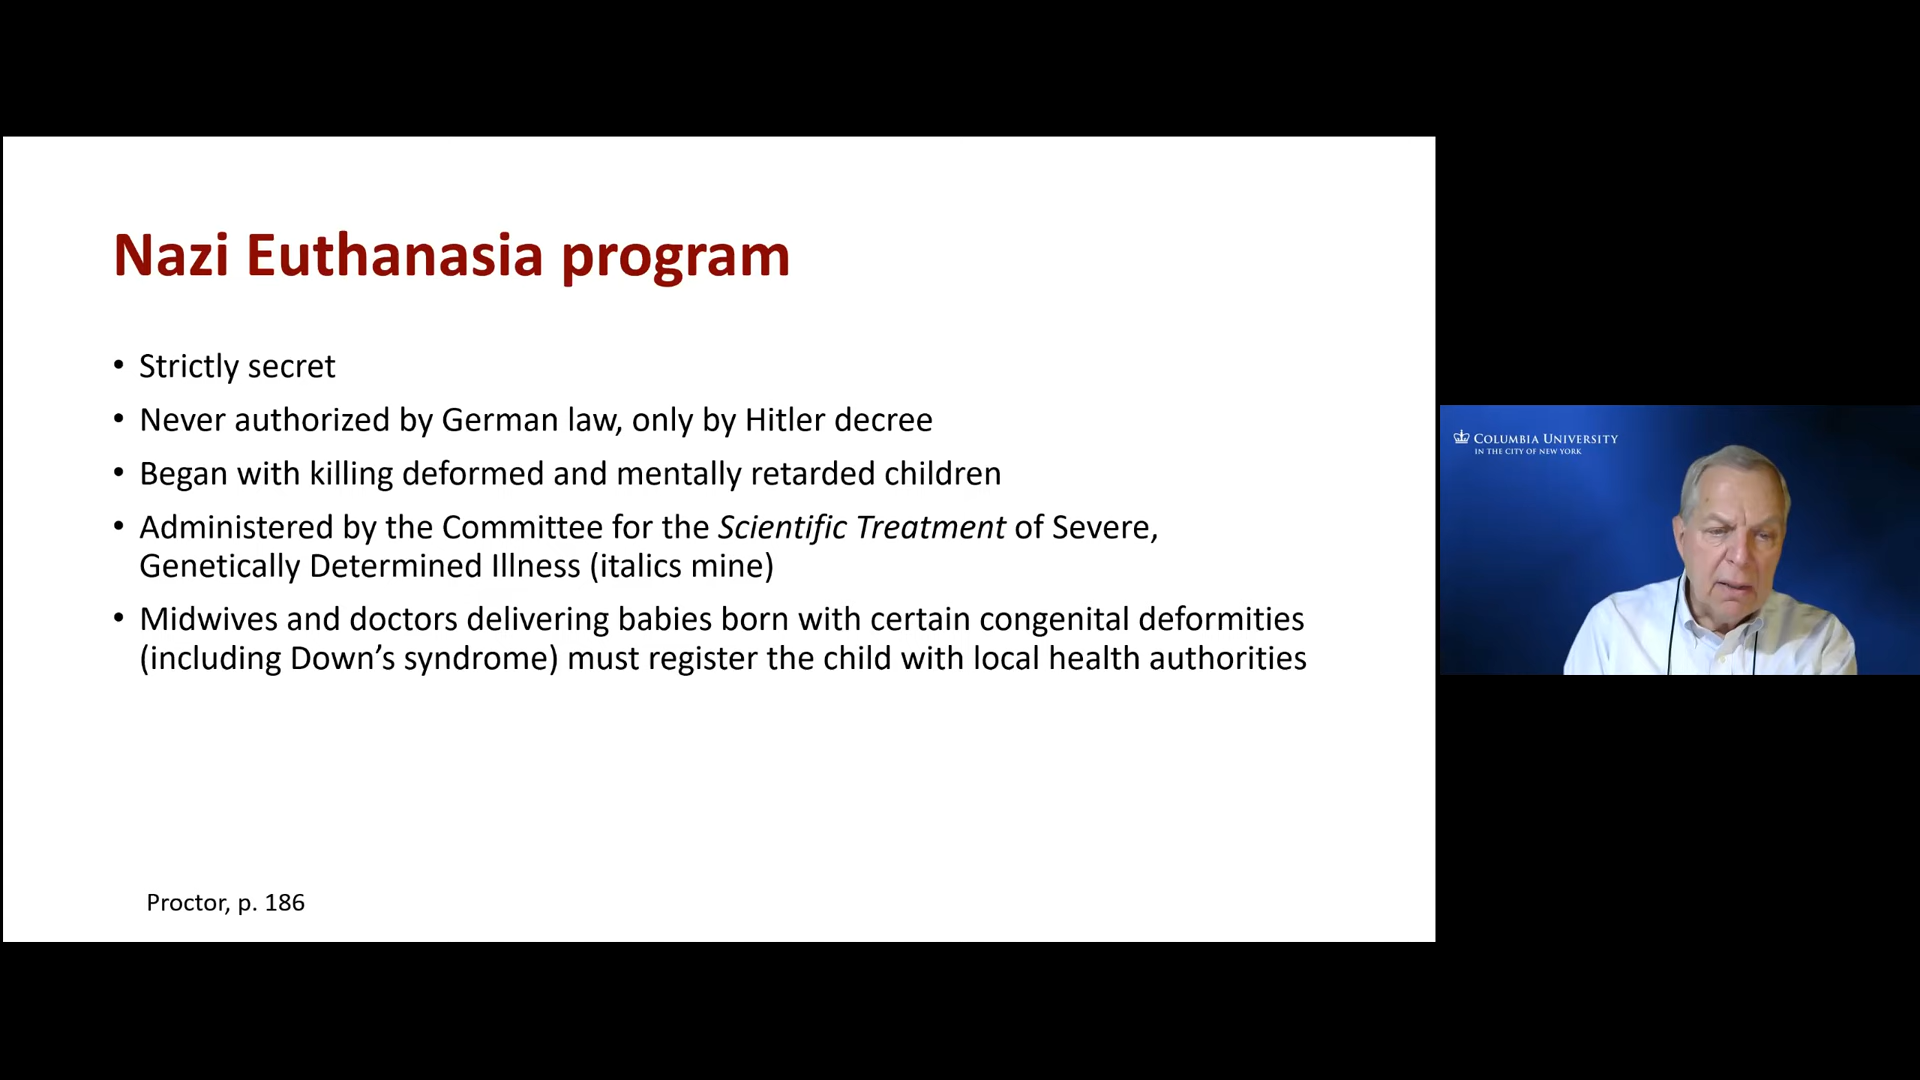 Nazi Euthanasia program
• Strictly secret
• Never authorized by German law, only by Hitler decree
• Began with killing deformed and mentally retarded children
• Administered by the Committee for the Scientific Treatment of Severe,
Genetically Determined Illness (italics mine)
• Midwives and doctors delivering babies born with certain congenital deformities
(including Down’s syndrome) must register the child with local health authorities
Proctor, p. 186
COLUMBIA UNIVERSITY
IN THE CITY OF NEW YORK